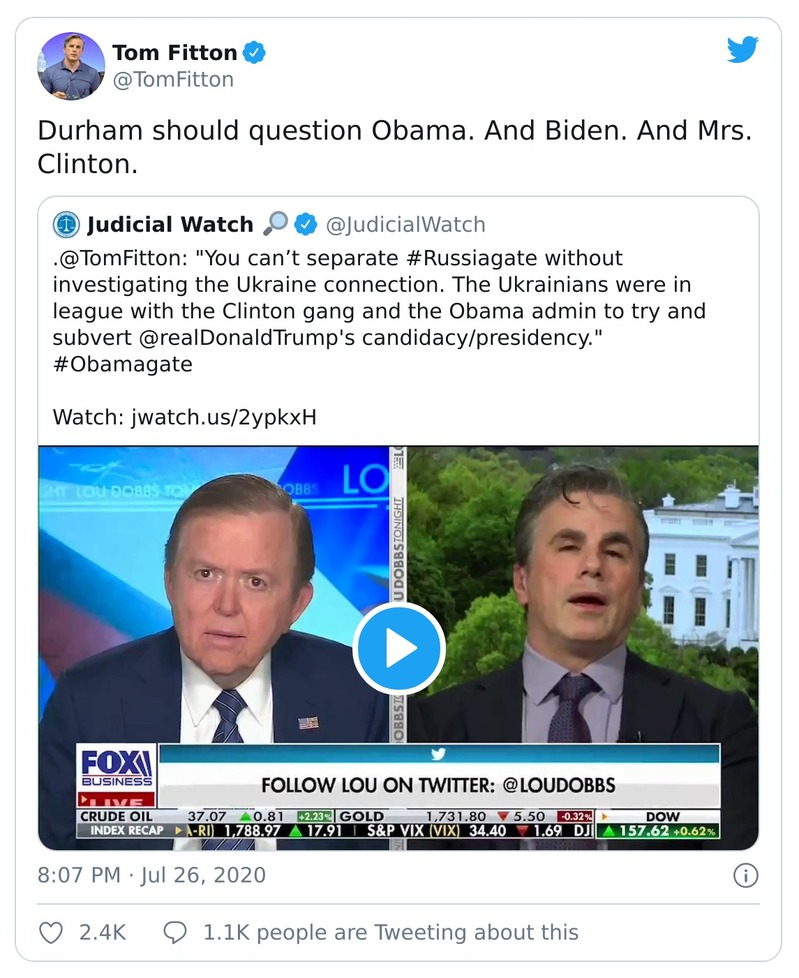 Tom Fitton
@TomFitton
Durham should question Obama. And Biden. And Mrs.
Clinton.
Judicial Watch @JudicialWatch
.@TomFitton: "You can’t separate #Russiagate without
investigating the Ukraine connection. The Ukrainians were in
league with the Clinton gang and the Obama admin to try and
subvert @realDonaldTrump's candidacy/presidency."
#Obamagate
Watch: jwatch.us/2ypkxH
LOU DOBBS
OBBS
LO
U DOBBS TONIGHT
OBBS
FOX
BUSINESS
LIVE
FOLLOW LOU ON TWITTER: @LOUDOBBS
CRUDE OIL 37.07 0.81 +2.23% GOLD 1,731.80 5.50 -0.32% DOW
INDEX RECAP A-RI) 1,788.97 17.91 | S&P VIX (VIX) 34.40 1.69 DJI 157.62 +0.62%
8:07 PM · Jul 26, 2020
2.4K 1.1K people are Tweeting about this